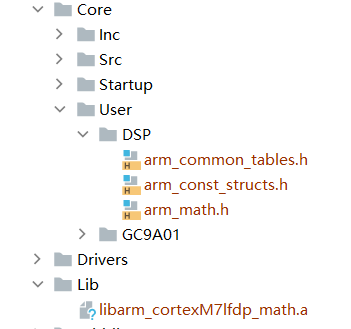 Core
Inc
Src
Startup
User
DSP
arm_common_tables.h
arm_const_structs.h
arm_math.h
GC9A01
Drivers
Lib
libarm_cortexM7lfdp_math.a